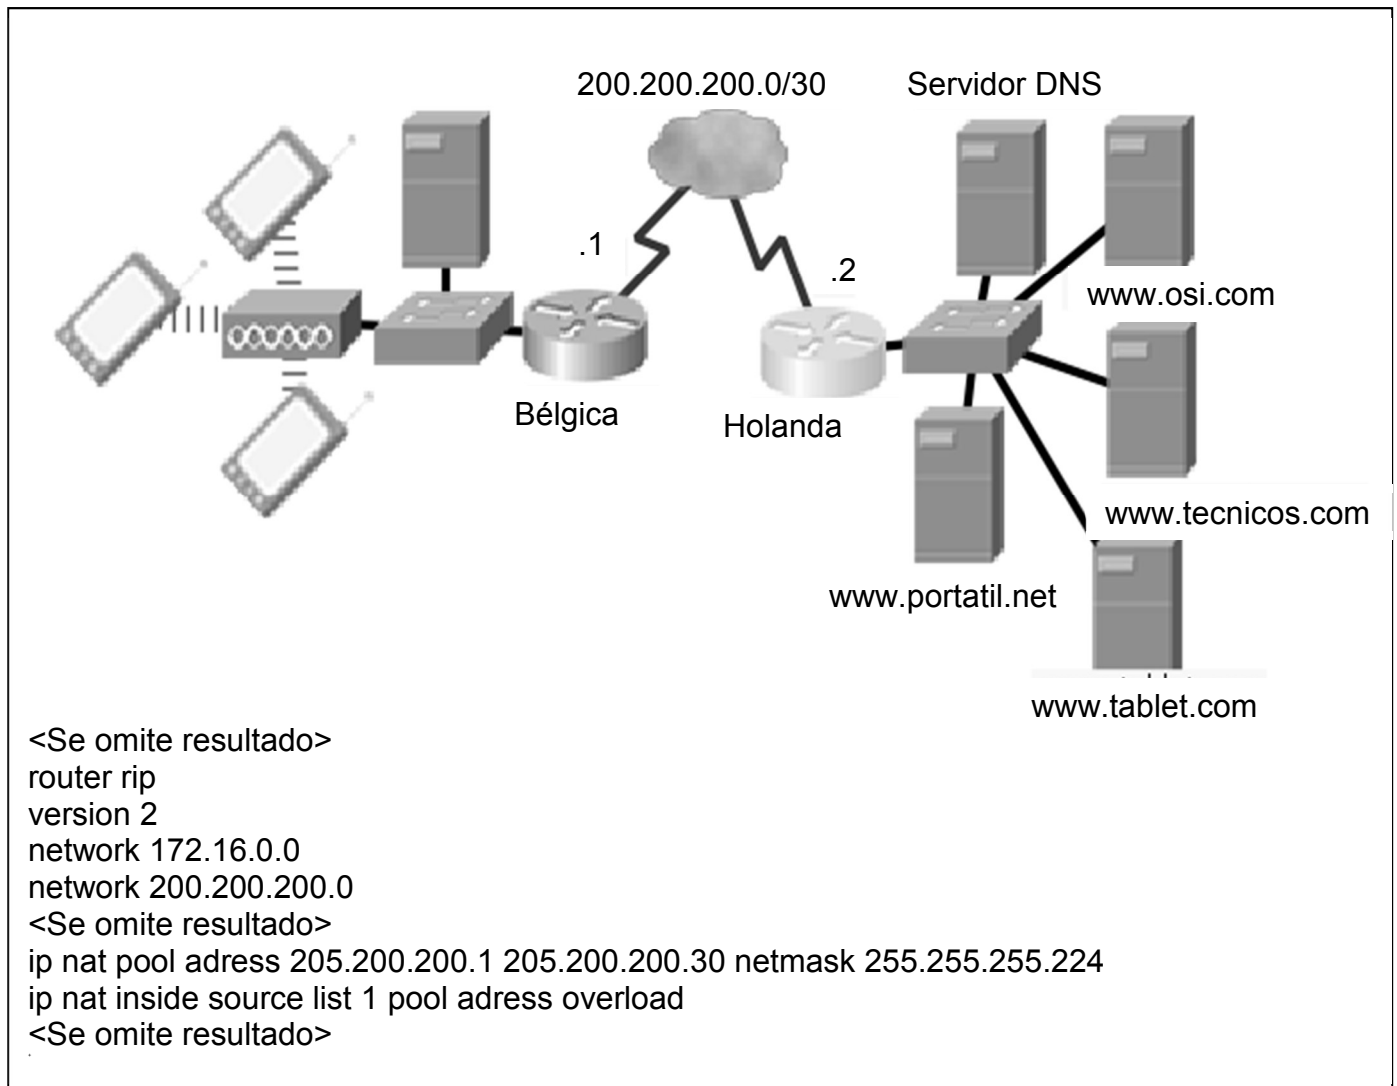 200.200.200.0/30
Servidor DNS
.1
.2
www.osi.com
Bélgica
Holanda
www.tecnicos.com
www.portatil.net
www.tablet.com
<Se omite resultado>
router rip
version 2
network 172.16.0.0
network 200.200.200.0
<Se omite resultado>
ip nat pool adress 205.200.200.1 205.200.200.30 netmask 255.255.255.224
ip nat inside source list 1 pool adress overload
<Se omite resultado>